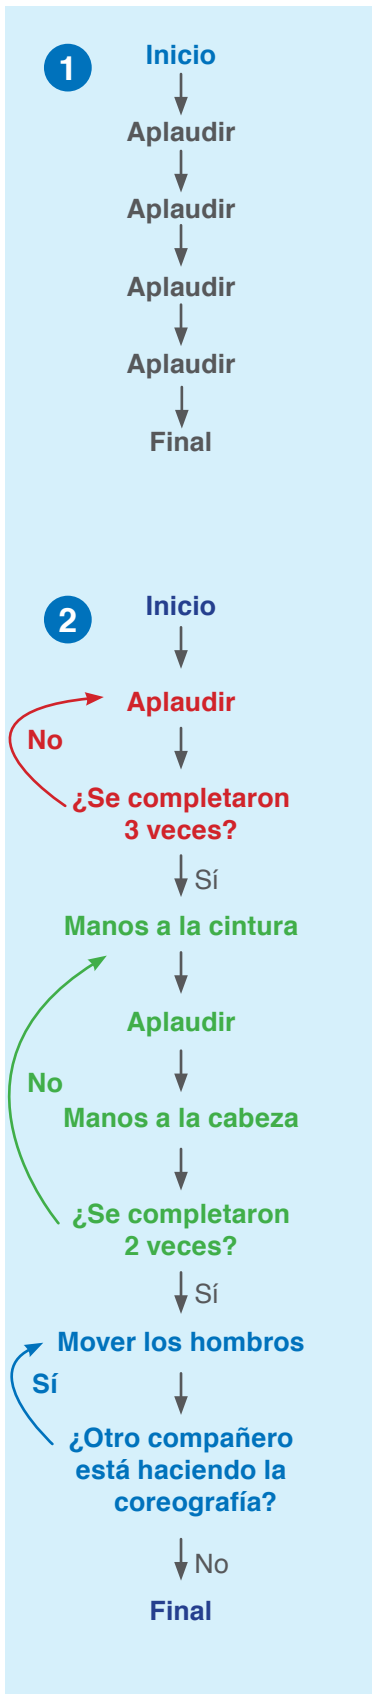 1
Inicio
Aplaudir
Aplaudir
Aplaudir
Aplaudir
Final
2
Inicio
Aplaudir
No
¿Se completaron
3 veces?
Sí
Manos a la cintura
Aplaudir
No
Manos a la cabeza
¿Se completaron
2 veces?
Sí
Mover los hombros
Sí
¿Otro compañero
está haciendo la
coreografía?
No
Final